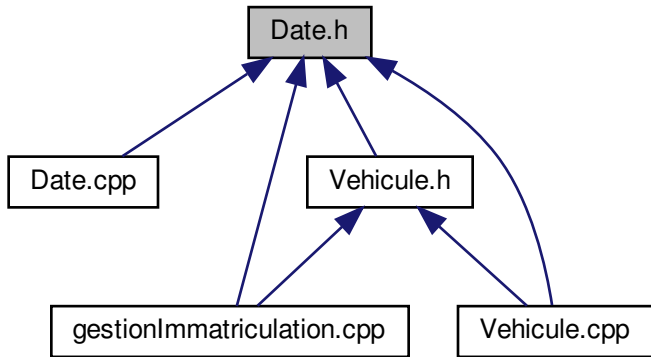 Date.h
Date.cpp
Vehicule.h
gestionImmatriculation.cpp
Vehicule.cpp